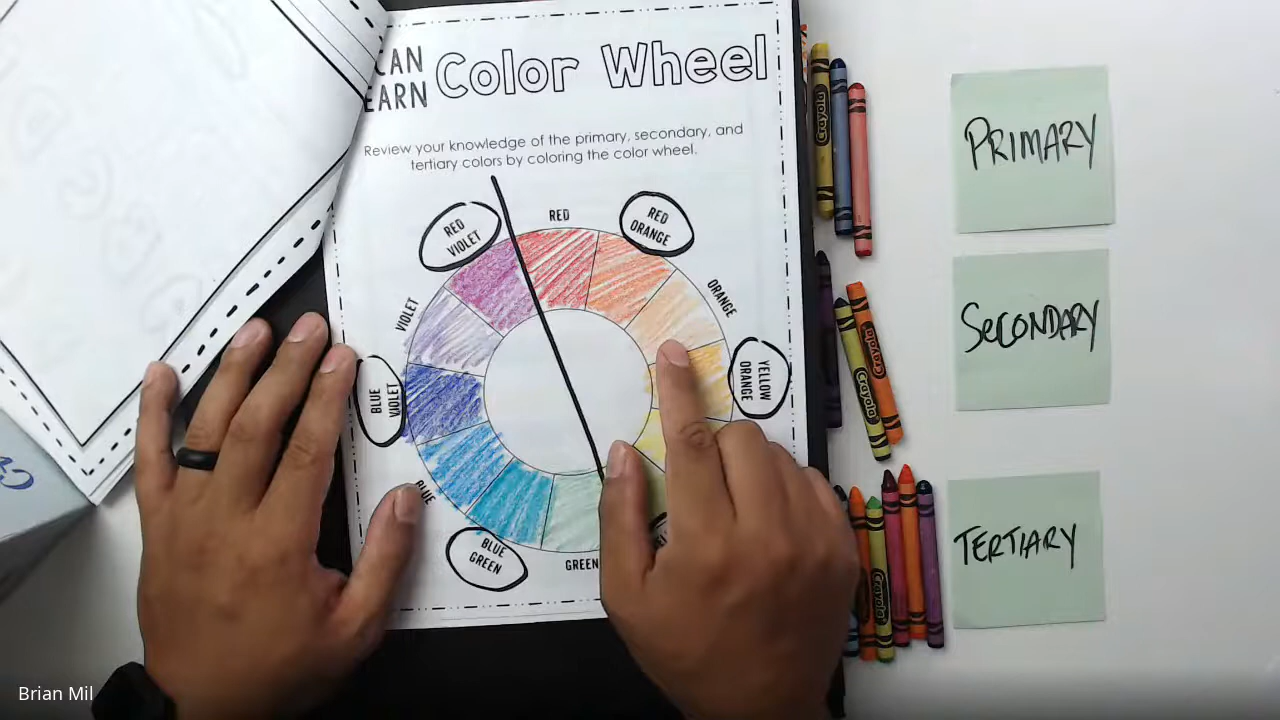 CAN
EARN
Color Wheel
Review your knowledge of the primary, secondary, and
tertiary colors by coloring the color wheel.
RED
RED
VIOLET
RED
ORANGE
VIOLET
ORANGE
BLUE
VIOLET
YELLOW
ORANGE
BLUE
BLUE
GREEN
GREEN
PRIMARY
SECONDARY
TERTIARY
Crayola
Crayola
Crayola
Crayola
Brian Mil